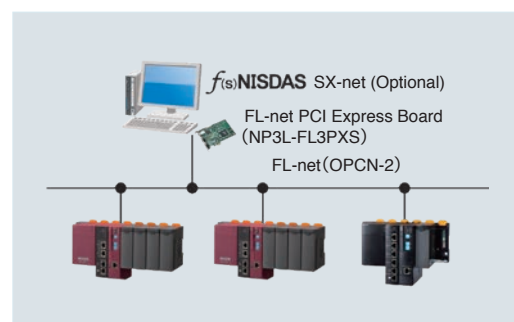 f(s)NISDAS SX-net (Optional)
FL-net PCI Express Board
(NP3L-FL3PXS)
FL-net(OPCN-2)